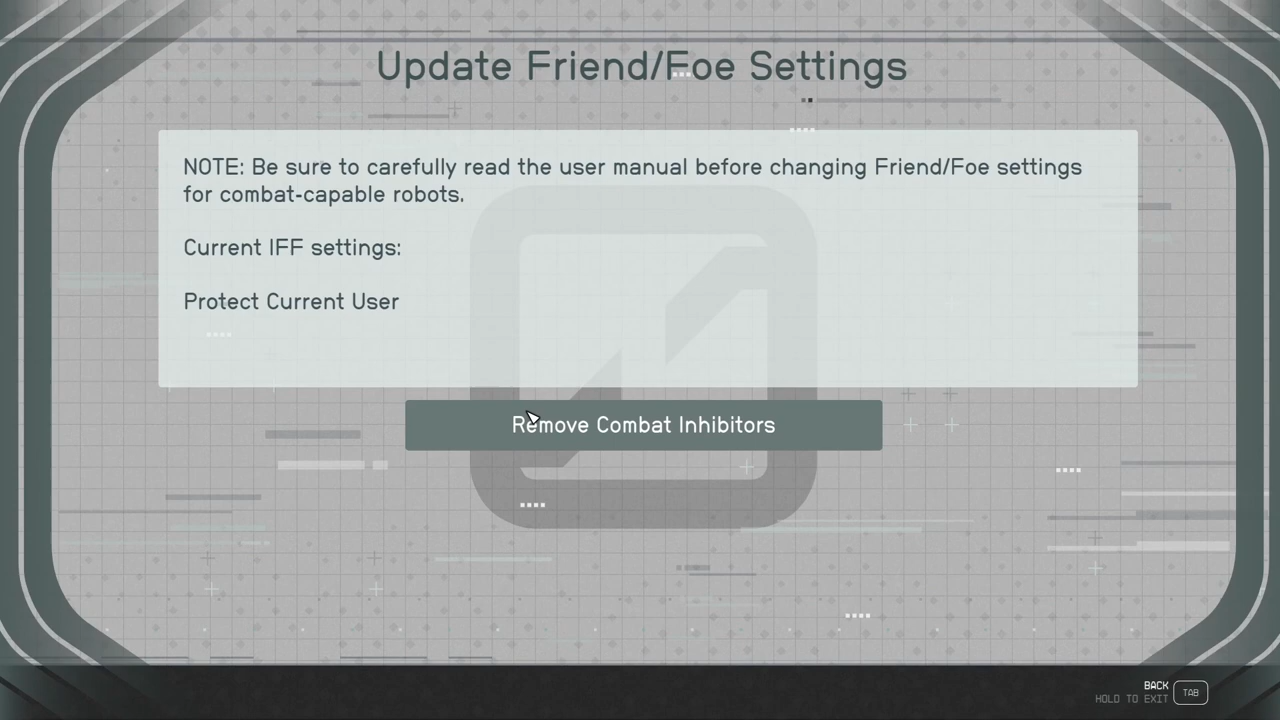 Update Friend/Foe Settings
NOTE: Be sure to carefully read the user manual before changing Friend/Foe settings
for combat-capable robots.
Current IFF settings:
Protect Current User
Remove Combat Inhibitors
BACK
HOLD TO EXIT
TAB